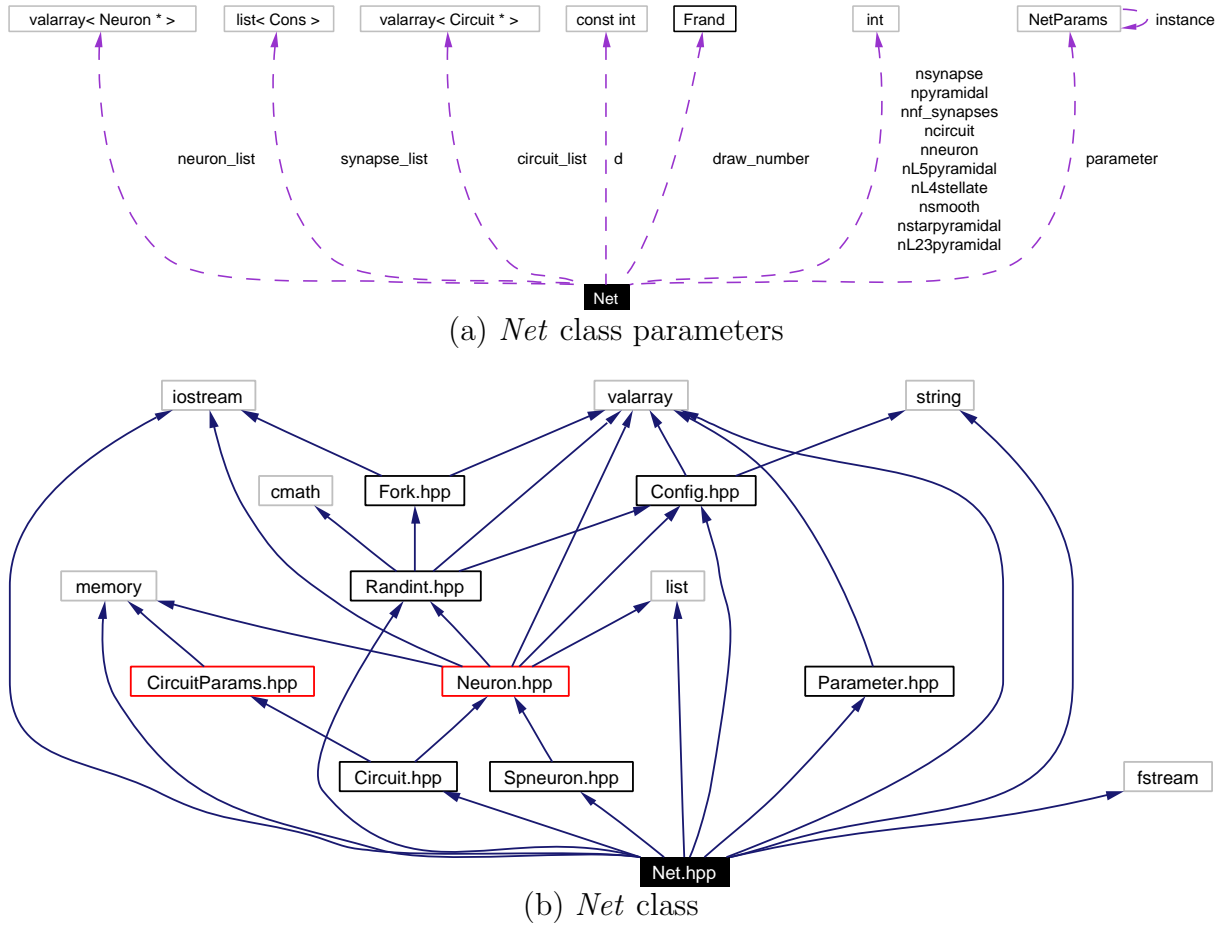 valarray< Neuron * >
list< Cons >
valarray< Circuit * >
const int
Frand
int
NetParams
instance
neuron_list
synapse_list
circuit_list
d
draw_number
nsynapse
npyramidal
nnf_synapses
ncircuit
nneuron
nL5pyramidal
nL4stellate
nsmooth
nstarpyramidal
nL23pyramidal
parameter
Net
(a) Net class parameters
iostream
valarray
string
cmath
Fork.hpp
Config.hpp
memory
Randint.hpp
list
CircuitParams.hpp
Neuron.hpp
Parameter.hpp
Circuit.hpp
Spneuron.hpp
fstream
Net.hpp
(b) Net class